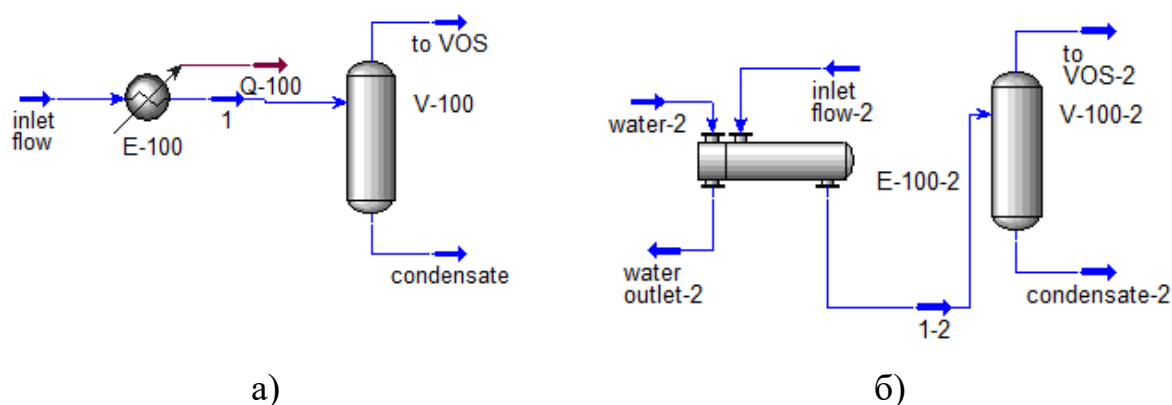 to VOS
Q-100
V-100
inlet
flow
1
E-100
condensate
а)
to
VOS-2
V-100-2
water-2
inlet
flow-2
E-100-2
water
outlet-2
condensate-2
1-2
б)